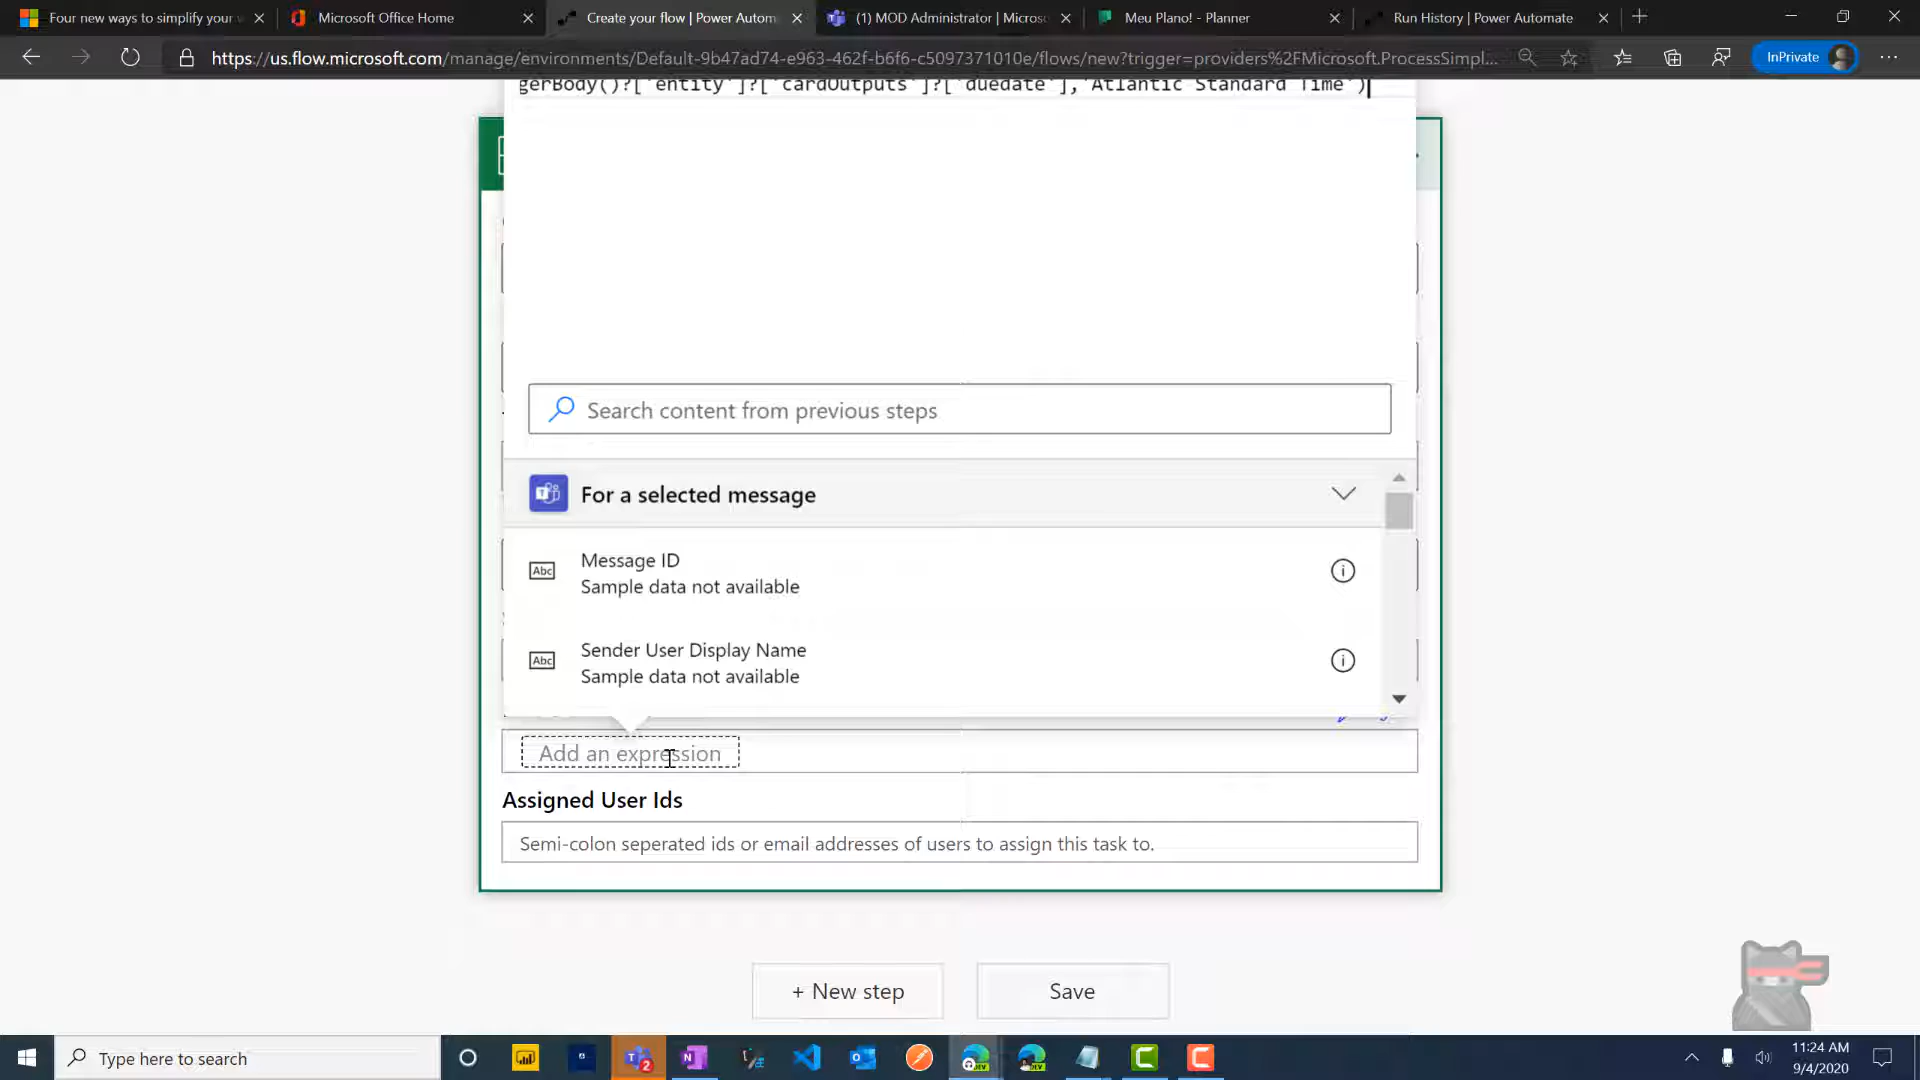 Four new ways to simplify your w
Microsoft Office Home
Create your flow | Power Autom
(1) MOD Administrator | Microso
Meu Plano! - Planner
Run History | Power Automate
https://us.flow.microsoft.com/manage/environments/Default-9b47ad74-e963-462f-b6f6-c5097371010e/flows/new?trigger=providers%2FMicrosoft.ProcessSimpl...
InPrivate
gerBody()?['entity']?['cardOutputs']?['duedate'],'Atlantic Standard Time')
Search content from previous steps
For a selected message
Abc
Message ID
Sample data not available
Abc
Sender User Display Name
Sample data not available
Add an expression
Assigned User Ids
Semi-colon seperated ids or email addresses of users to assign this task to.
+ New step
Save
Type here to search
11:24 AM
9/4/2020